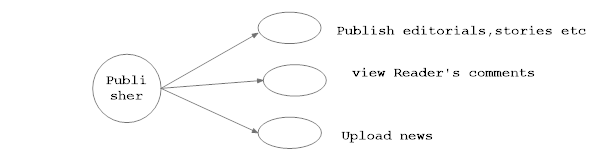 Publish editorials,stories etc
view Reader's comments
Publi
sher
Upload news